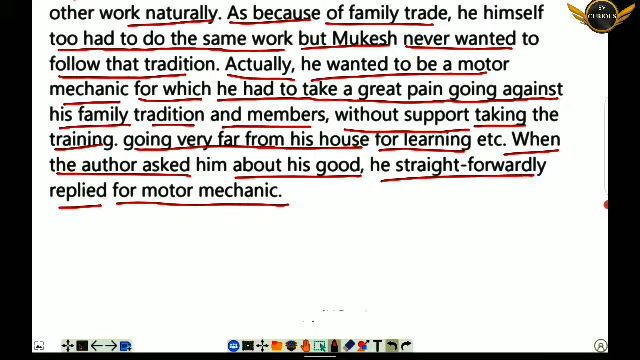 other work naturally. As because of family trade, he himself
too had to do the same work but Mukesh never wanted to
follow that tradition. Actually, he wanted to be a motor
mechanic for which he had to take a great pain going against
his family tradition and members, without support taking the
training. going very far from his house for learning etc. When
the author asked him about his good, he straight-forwardly
replied for motor mechanic.
EV
CURIOUS